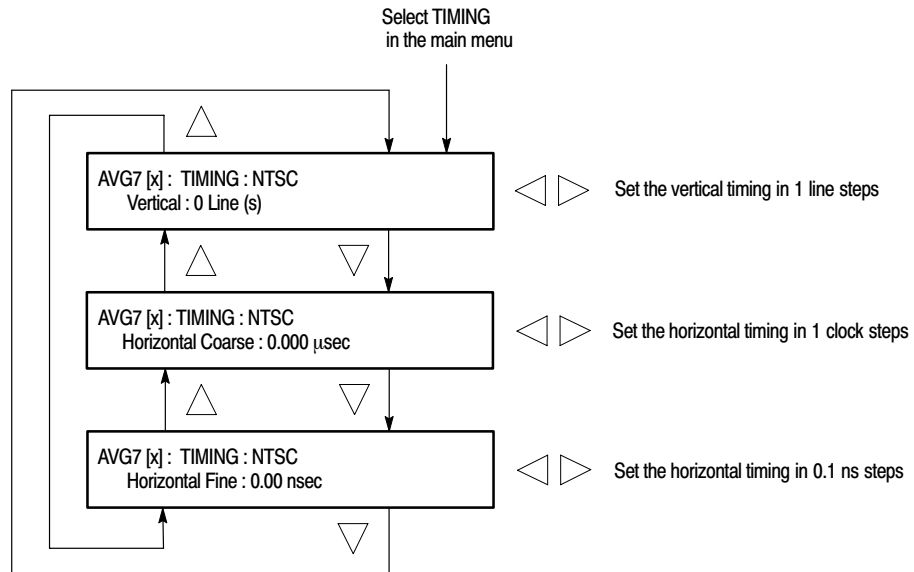 Select TIMING
in the main menu
AVG7 [x] : TIMING : NTSC
Vertical : 0 Line (s)
Set the vertical timing in 1 line steps
AVG7 [x] : TIMING : NTSC
Horizontal Coarse : 0.000 µsec
Set the horizontal timing in 1 clock steps
AVG7 [x] : TIMING : NTSC
Horizontal Fine : 0.00 nsec
Set the horizontal timing in 0.1 ns steps